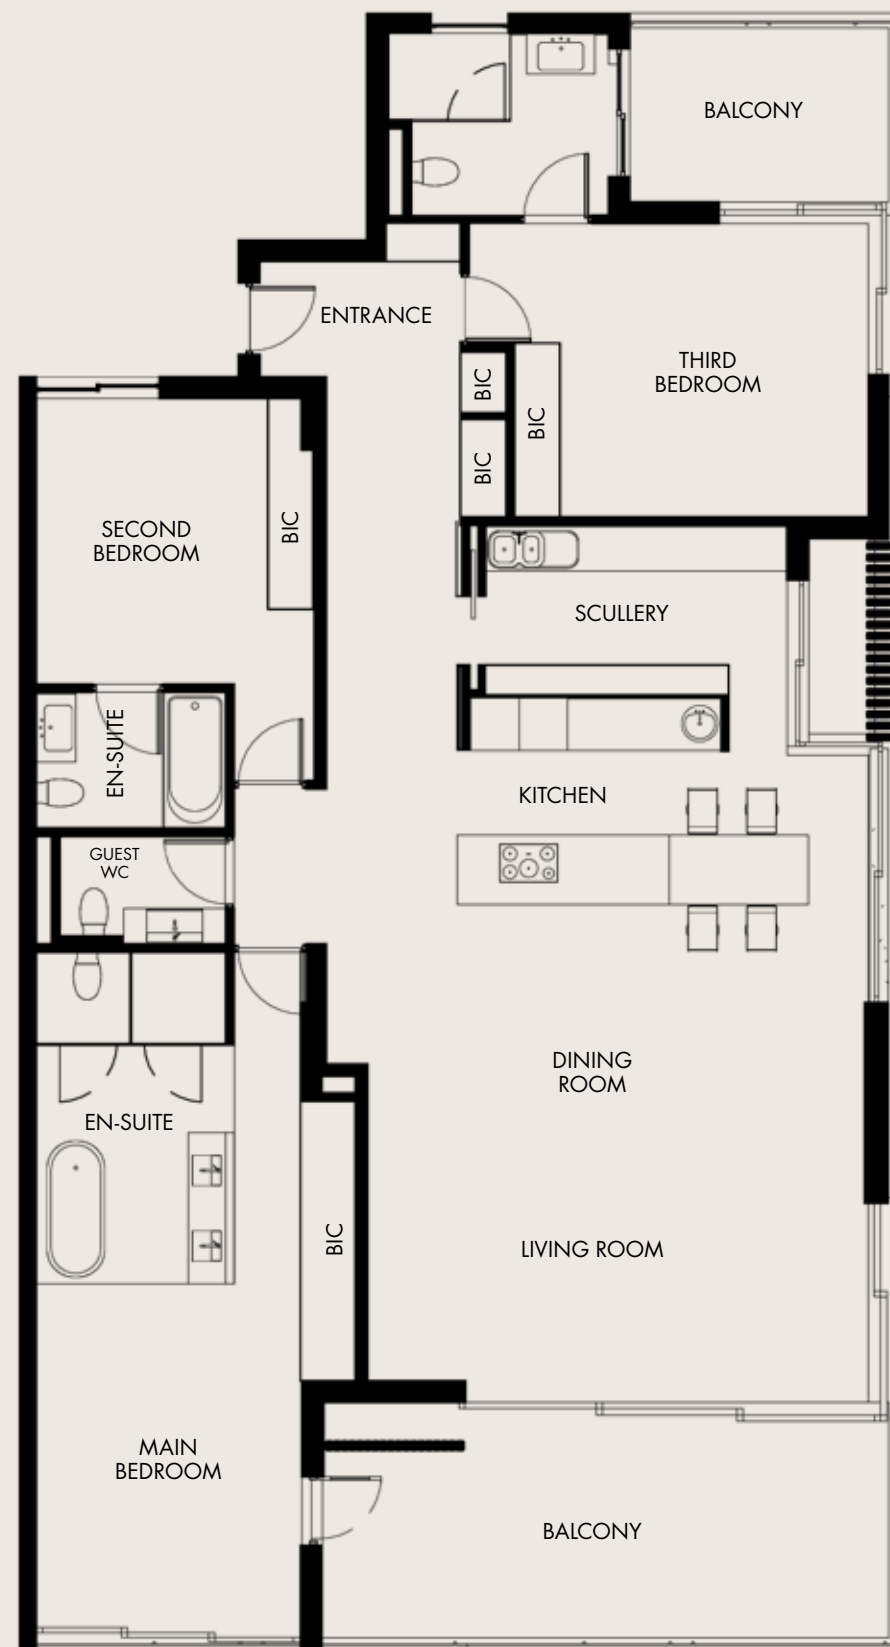 BALCONY
ENTRANCE
THIRD
BEDROOM
BIC
BIC
BIC
SECOND
BEDROOM
BIC
SCULLERY
EN-SUITE
KITCHEN
GUEST
WC
DINING
ROOM
EN-SUITE
BIC
LIVING ROOM
MAIN
BEDROOM
BALCONY